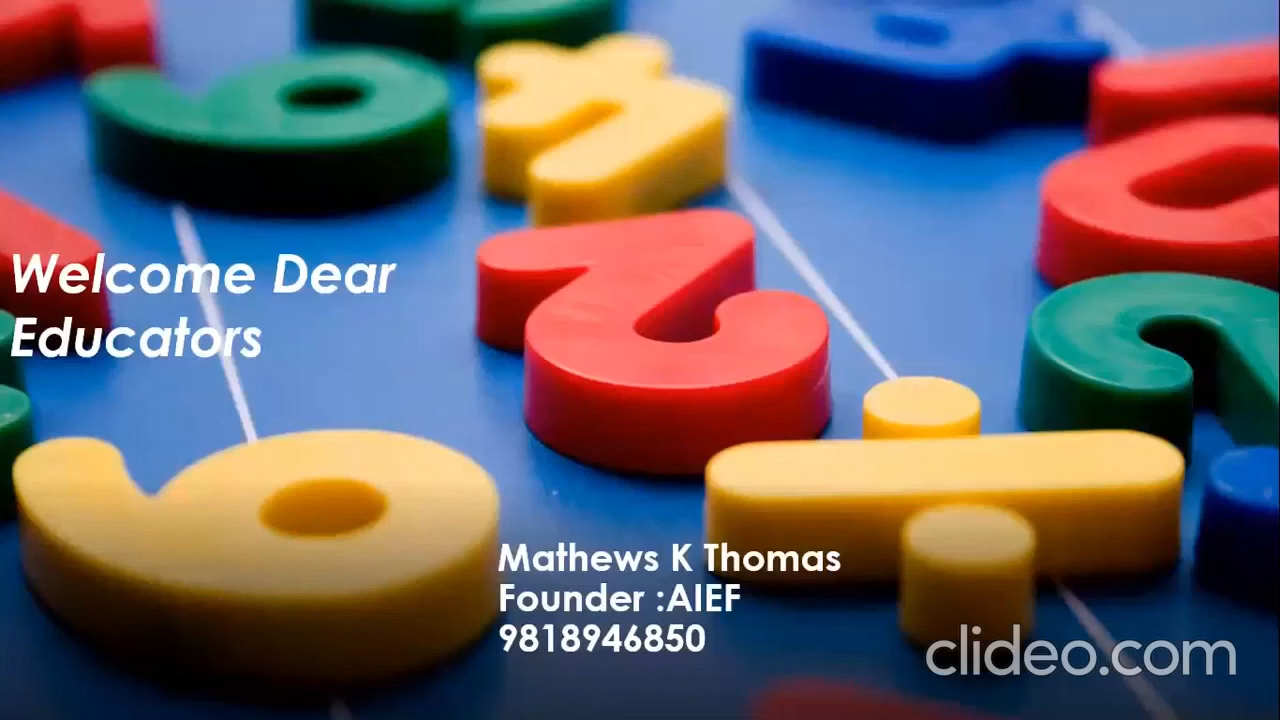 Welcome Dear
Educators
Mathews K Thomas
Founder :AIEF
9818946850
clideo.com